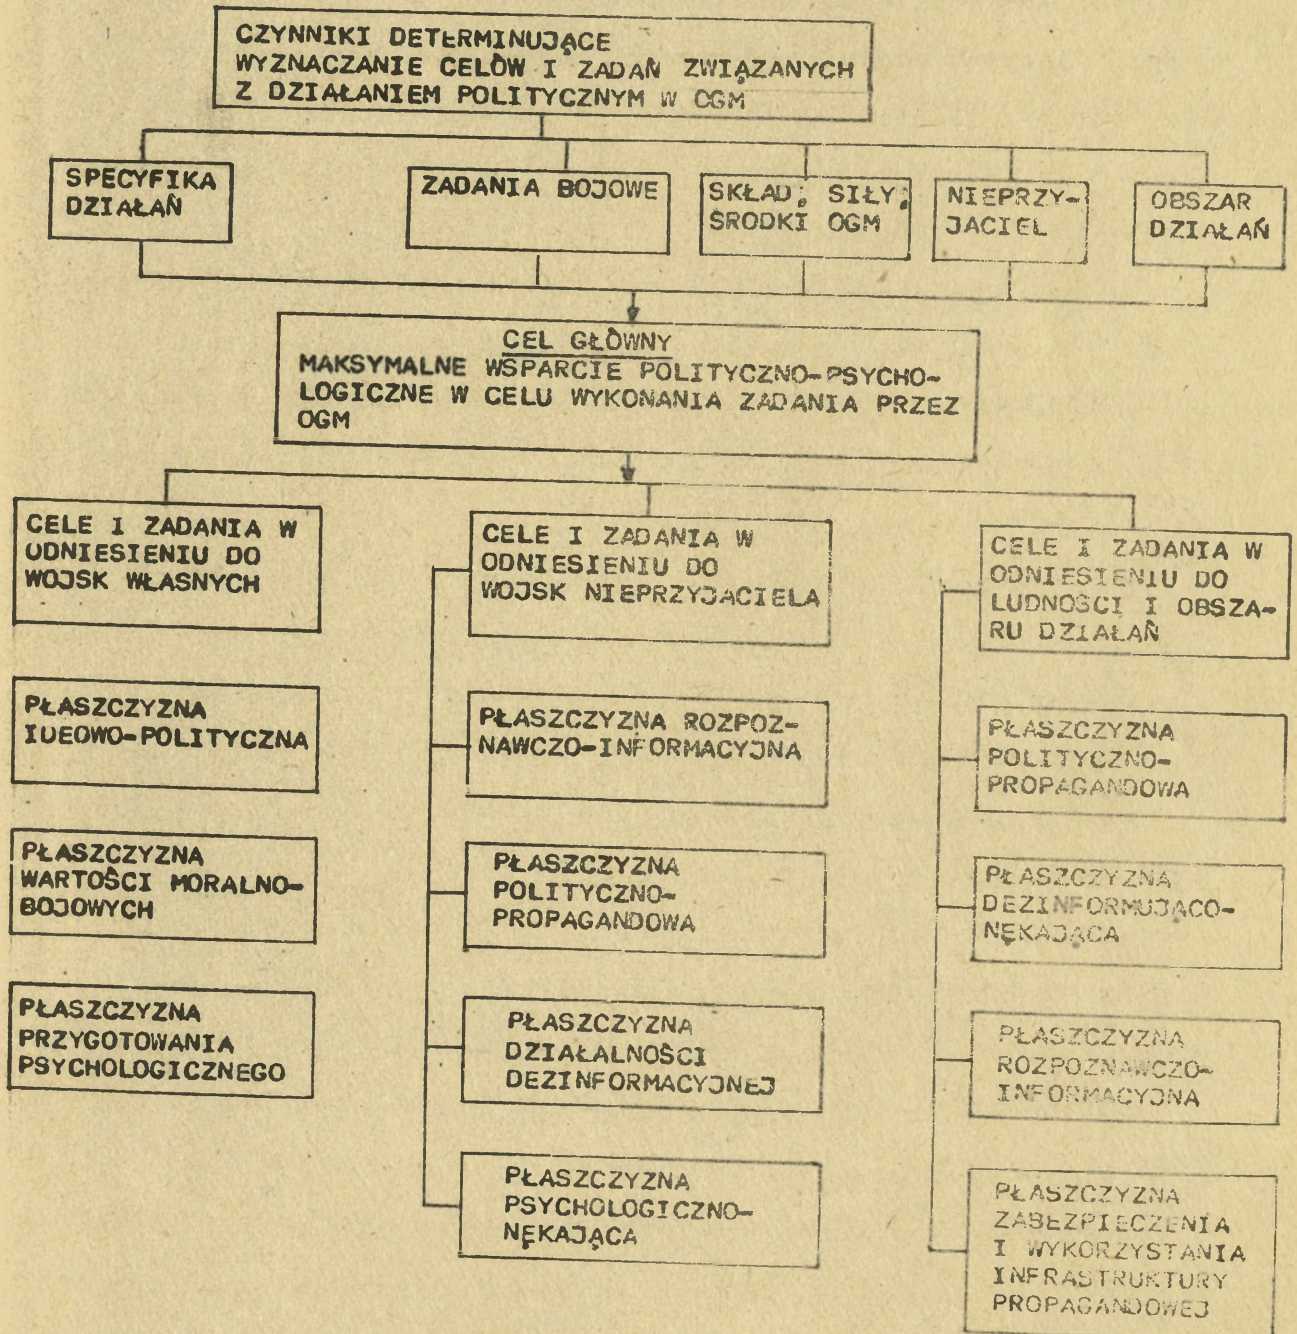 CZYNNIKI DETERMINUJĄCE
WYZNACZANIE CELÓW I ZADAŃ ZWIĄZANYCH
Z DZIAŁANIEM POLITYCZNYM W OGM
SPECYFIKA
DZIAŁAŃ
ZADANIA BOJOWE
SKŁAD; SIŁY;
ŚRODKI OGM
NIEPRZY-
JACIEL
OBSZAR
DZIAŁAŃ
CEL GŁÓWNY
MAKSYMALNE WSPARCIE POLITYCZNO-PSYCHO-
LOGICZNE W CELU WYKONANIA ZADANIA PRZEZ
OGM
CELE I ZADANIA W
ODNIESIENIU DO
WOJSK WŁASNYCH
PŁASZCZYZNA
IDEOWO-POLITYCZNA
PŁASZCZYZNA
WARTOŚCI MORALNO-
BOJOWYCH
PŁASZCZYZNA
PRZYGOTOWANIA
PSYCHOLOGICZNEGO
CELE I ZADANIA W
ODNIESIENIU DO
WOJSK NIEPRZYJACIELA
PŁASZCZYZNA ROZPOZ-
NAWCZO-INFORMACYJNA
PŁASZCZYZNA
POLITYCZNO-
PROPAGANDOWA
PŁASZCZYZNA
DZIAŁALNOŚCI
DEZINFORMACYJNEJ
PŁASZCZYZNA
PSYCHOLOGICZNO-
NĘKAJĄCA
CELE I ZADANIA W
ODNIESIENIU DO
LUDNOŚCI I OBSZA-
RU DZIAŁAŃ
PŁASZCZYZNA
POLITYCZNO-
PROPAGANDOWA
PŁASZCZYZNA
DEZINFORMUJĄCO-
NĘKAJĄCA
PŁASZCZYZNA
ROZPOZNAWCZO-
INFORMACYJNA
PŁASZCZYZNA
ZABEZPIECZENIA
I WYKORZYSTANIA
INFRASTRUKTURY
PROPAGANDOWEJ